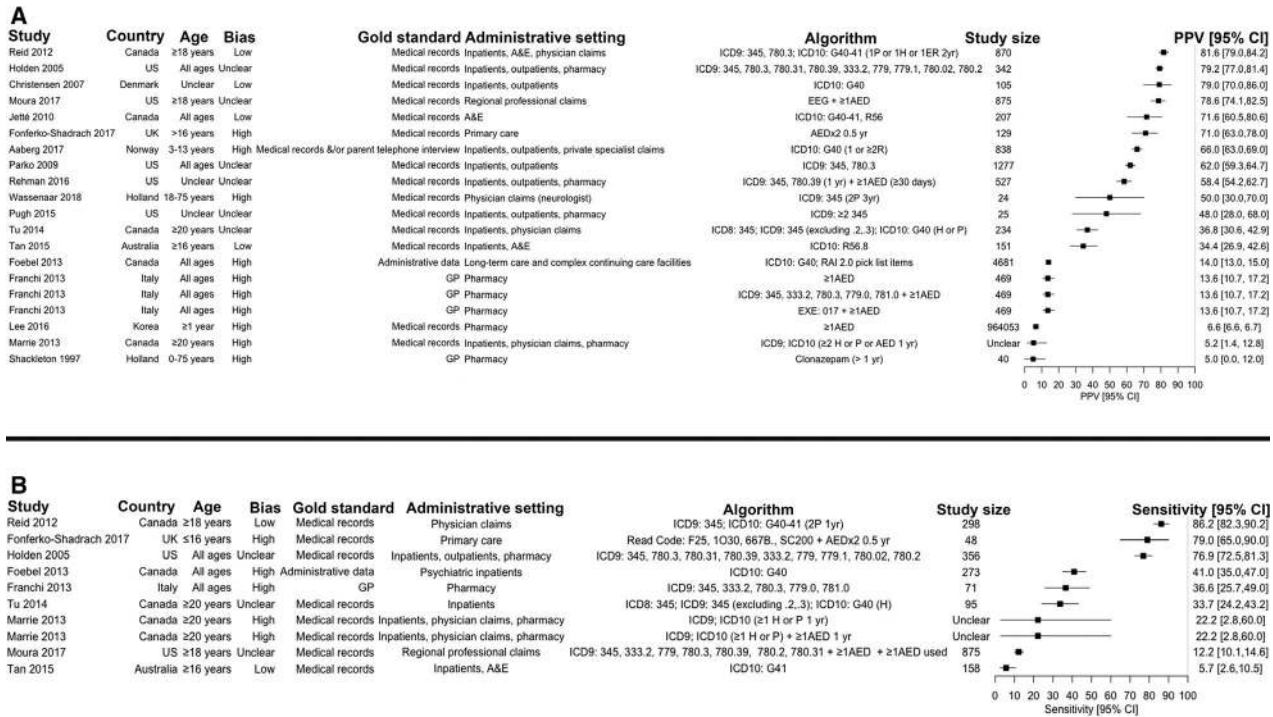 A
Study Country Age Bias Gold standard Administrative setting Algorithm Study size PPV [95% CI]
Reid 2012 Canada ≥18 years Low Medical records Inpatients, A&E, physician claims ICD9: 345, 780.3; ICD10: G40-41 (1P or 1H or 1ER 2yr) 870 81.6 [79.0, 84.2]
Holden 2005 US All ages Unclear Medical records Inpatients, outpatients, pharmacy ICD9: 345, 780.3, 780.31, 780.39, 333.2, 779, 779.1, 780.02, 780.2 342 79.2 [77.0, 81.4]
Christensen 2007 Denmark Unclear Low Medical records Inpatients, outpatients ICD10: G40 105 79.0 [70.0, 86.0]
Moura 2017 US ≥18 years Unclear Medical records Regional professional claims EEG + ≥1AED 875 78.6 [74.1, 82.5]
Jetté 2010 Canada All ages Low Medical records A&E ICD10: G40-41, R56 207 71.6 [60.5, 80.6]
Fonferko-Shadrach 2017 UK >16 years High Medical records Primary care AEDx2 0.5 yr 129 71.0 [63.0, 78.0]
Aaberg 2017 Norway 3-13 years High Medical records &/or parent telephone interview Inpatients, outpatients, private specialist claims ICD10: G40 (1 or ≥2R) 838 66.0 [63.0, 69.0]
Parko 2009 US All ages Unclear Medical records Inpatients, outpatients ICD9: 345, 780.3 1277 62.0 [59.3, 64.7]
Rehman 2016 US Unclear Unclear Medical records Inpatients, outpatients, pharmacy ICD9: 345, 780.39 (1 yr) + ≥1AED (≥30 days) 527 58.4 [54.2, 62.7]
Wassenaar 2018 Holland 18-75 years High Medical records Physician claims (neurologist) ICD9: 345 (2P 3yr) 24 50.0 [30.0, 70.0]
Pugh 2015 US Unclear Unclear Medical records Inpatients, outpatients, pharmacy ICD9: ≥2 345 25 48.0 [28.0, 68.0]
Tu 2014 Canada ≥20 years Unclear Medical records Inpatients, physician claims ICD8: 345; ICD9: 345 (excluding .2,.3); ICD10: G40 (H or P) 234 36.8 [30.6, 42.9]
Tan 2015 Australia ≥16 years Low Medical records Inpatients, A&E ICD10: R56.8 151 34.4 [26.9, 42.6]
Foebel 2013 Canada All ages High Administrative data Long-term care and complex continuing care facilities ICD10: G40; RAI 2.0 pick list items 4681 14.0 [13.0, 15.0]
Franchi 2013 Italy All ages High GP Pharmacy ≥1AED 469 13.6 [10.7, 17.2]
Franchi 2013 Italy All ages High GP Pharmacy ICD9: 345, 333.2, 780.3, 779.0, 781.0 + ≥1AED 469 13.6 [10.7, 17.2]
Franchi 2013 Italy All ages High GP Pharmacy EXE: 017 + ≥1AED 469 13.6 [10.7, 17.2]
Lee 2016 Korea ≥1 year High Medical records Pharmacy ≥1AED 964053 6.6 [6.6, 6.7]
Marrie 2013 Canada ≥20 years High Medical records Inpatients, physician claims, pharmacy ICD9; ICD10 (≥2 H or P or AED 1 yr) Unclear 5.2 [1.4, 12.8]
Shackleton 1997 Holland 0-75 years High GP Pharmacy Clonazepam (> 1 yr) 40 5.0 [0.0, 12.0]
0 10 20 30 40 50 60 70 80 90 100
PPV [95% CI]
B
Study Country Age Bias Gold standard Administrative setting Algorithm Study size Sensitivity [95% CI]
Reid 2012 Canada ≥18 years Low Medical records Physician claims ICD9: 345; ICD10: G40-41 (2P 1yr) 298 86.2 [82.3, 90.2]
Fonferko-Shadrach 2017 UK ≤16 years High Medical records Primary care Read Code: F25, 1O30, 667B., SC200 + AEDx2 0.5 yr 48 79.0 [65.0, 90.0]
Holden 2005 US All ages Unclear Medical records Inpatients, outpatients, pharmacy ICD9: 345, 780.3, 780.31, 780.39, 333.2, 779, 779.1, 780.02, 780.2 356 76.9 [72.5, 81.3]
Foebel 2013 Canada All ages High Administrative data Psychiatric inpatients ICD10: G40 273 41.0 [35.0, 47.0]
Franchi 2013 Italy All ages High GP Pharmacy ICD9: 345, 333.2, 780.3, 779.0, 781.0 71 36.6 [25.7, 49.0]
Tu 2014 Canada ≥20 years Unclear Medical records Inpatients ICD8: 345; ICD9: 345 (excluding .2,.3); ICD10: G40 (H) 95 33.7 [24.2, 43.2]
Marrie 2013 Canada ≥20 years High Medical records Inpatients, physician claims, pharmacy ICD9; ICD10 (≥1 H or P 1 yr) Unclear 22.2 [2.8, 60.0]
Marrie 2013 Canada ≥20 years High Medical records Inpatients, physician claims, pharmacy ICD9; ICD10 (≥1 H or P) + ≥1AED 1 yr Unclear 22.2 [2.8, 60.0]
Moura 2017 US ≥18 years Unclear Medical records Regional professional claims ICD9: 345, 333.2, 779, 780.3, 780.39, 780.2, 780.31 + ≥1AED + ≥1AED used 875 12.2 [10.1, 14.6]
Tan 2015 Australia ≥16 years Low Medical records Inpatients, A&E ICD10: G41 158 5.7 [2.6, 10.5]
0 10 20 30 40 50 60 70 80 90 100
Sensitivity [95% CI]